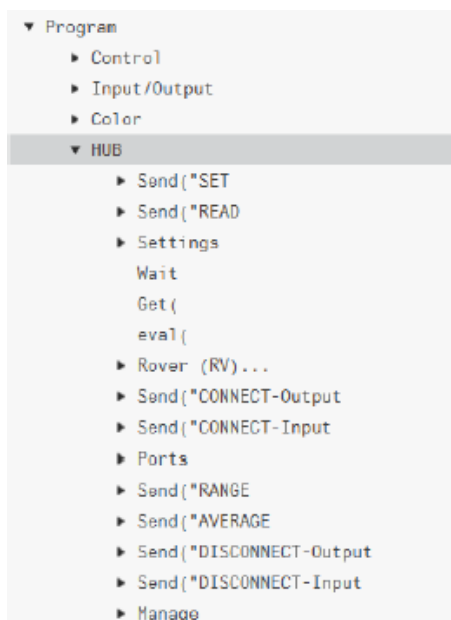 Program
Control
Input/Output
Color
HUB
Send("SET
Send("READ
Settings
Wait
Get(
eval(
Rover (RV)...
Send("CONNECT-Output
Send("CONNECT-Input
Ports
Send("RANGE
Send("AVERAGE
Send("DISCONNECT-Output
Send("DISCONNECT-Input
Manage